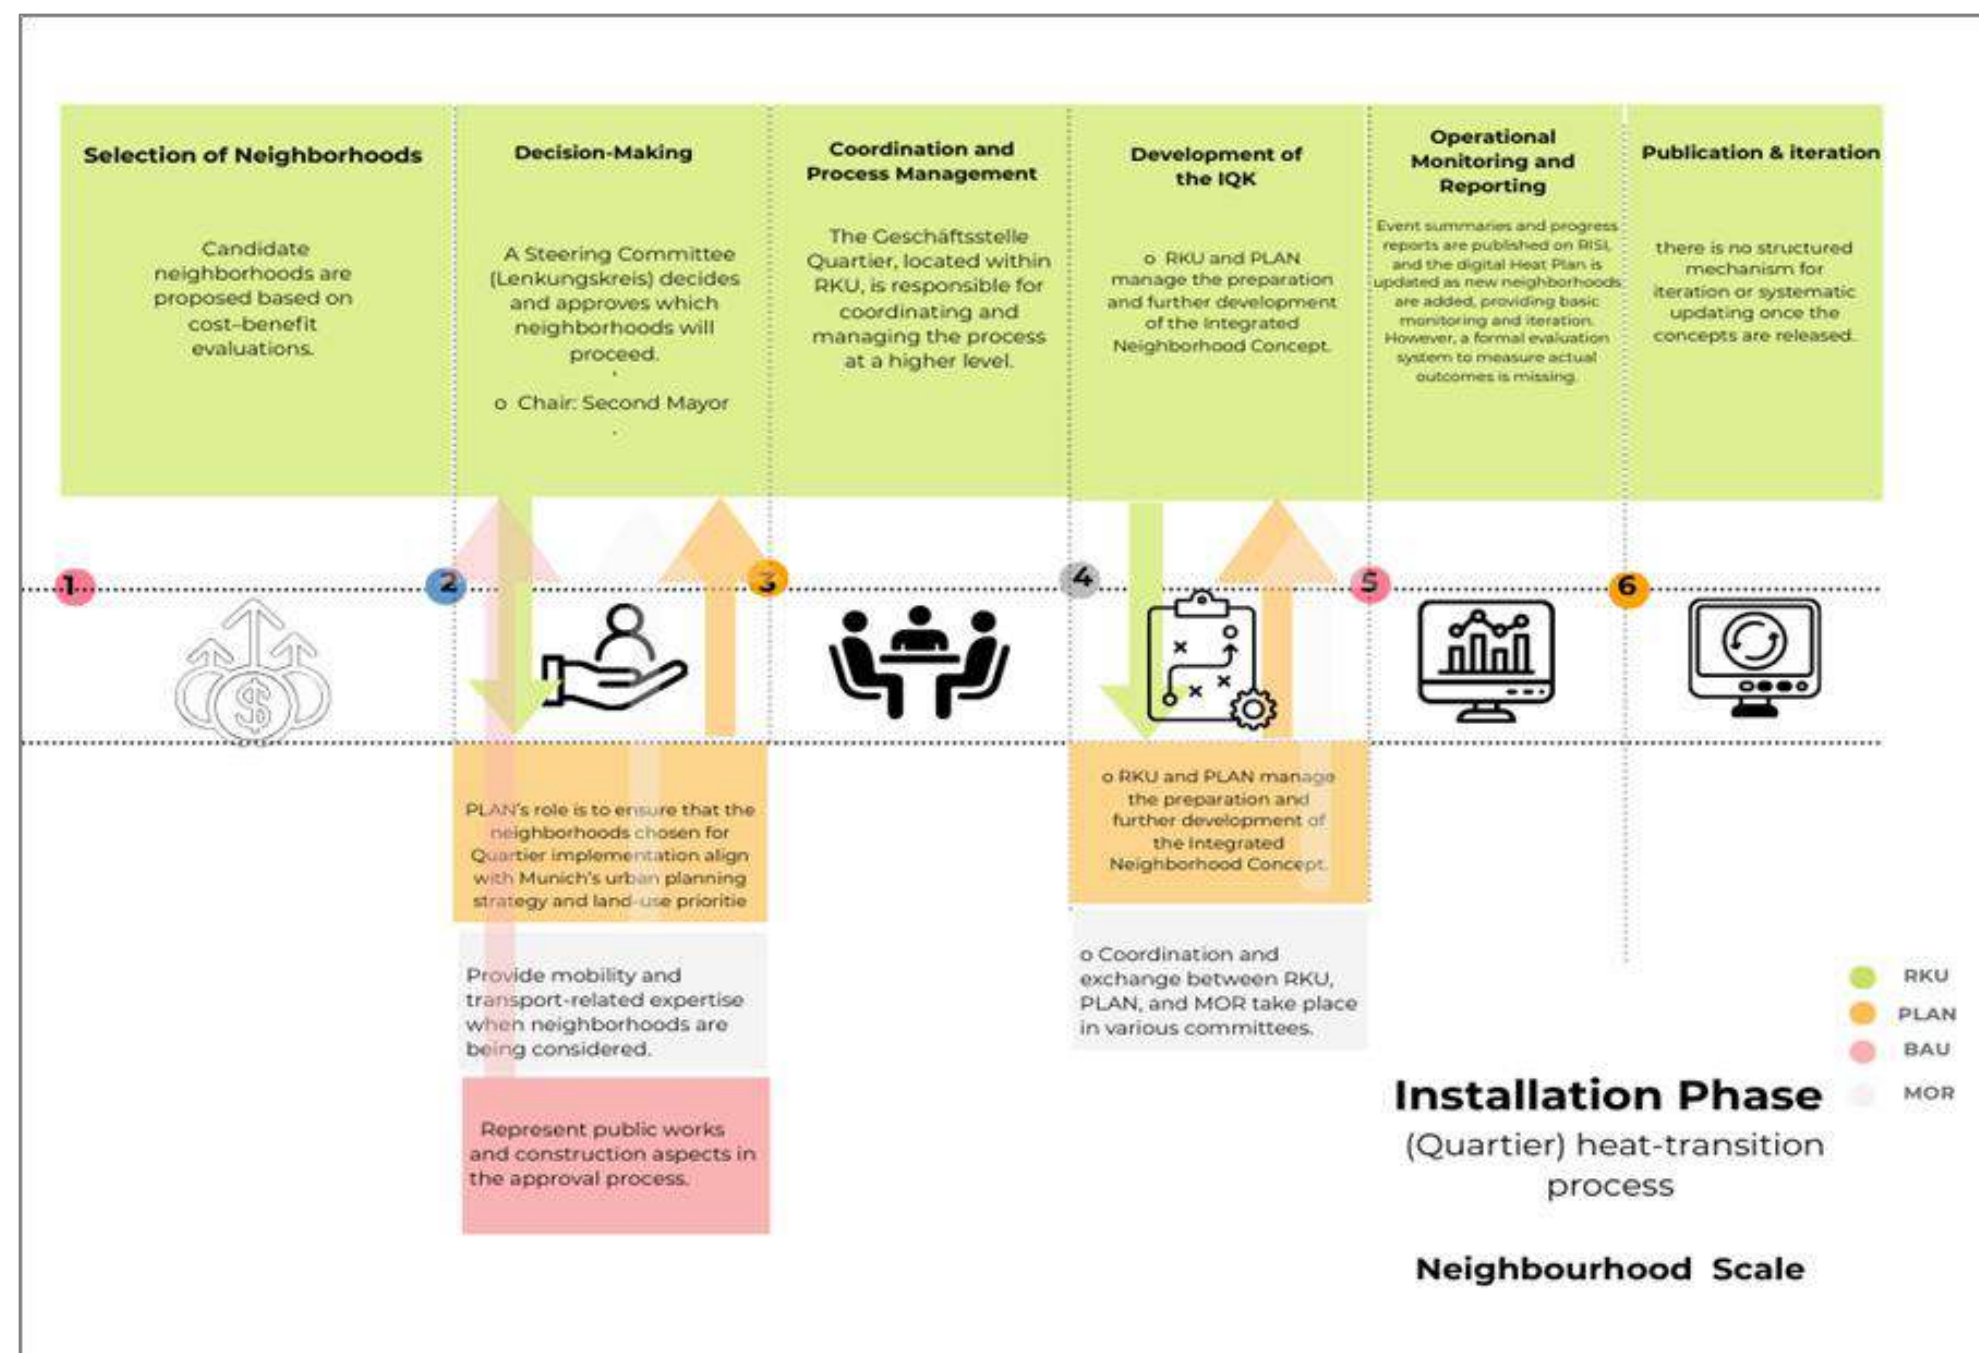 Selection of Neighborhoods
Candidate
neighborhoods are
proposed based on
cost-benefit
evaluations.
Decision-Making
A Steering Committee
(Lenkungskreis) decides
and approves which
neighborhoods will
proceed.
o Chair: Second Mayor
Coordination and
Process Management
The Geschäftsstelle
Quartier, located within
RKU, is responsible for
coordinating and
managing the process
at a higher level.
Development of
the IQK
o RKU and PLAN
manage the preparation
and further development
of the Integrated
Neighborhood Concept.
Operational
Monitoring and
Reporting
Event summaries and progress
reports are published on RISI,
and the digital Heat Plan is
updated as new neighborhoods
are added, providing basic
monitoring and iteration.
However, a formal evaluation
system to measure actual
outcomes is missing.
Publication & iteration
there is no structured
mechanism for
iteration or systematic
updating once the
concepts are released.
1
2
3
4
5
6
$
PLAN's role is to ensure that the
neighborhoods chosen for
Quartier implementation align
with Munich's urban planning
strategy and land-use prioritie
Provide mobility and
transport-related expertise
when neighborhoods are
being considered.
Represent public works
and construction aspects in
the approval process.
o RKU and PLAN manage
the preparation and
further development of
the Integrated
Neighborhood Concept.
o Coordination and
exchange between RKU,
PLAN, and MOR take place
in various committees.
RKU
PLAN
BAU
MOR
Installation Phase
(Quartier) heat-transition
process
Neighbourhood Scale